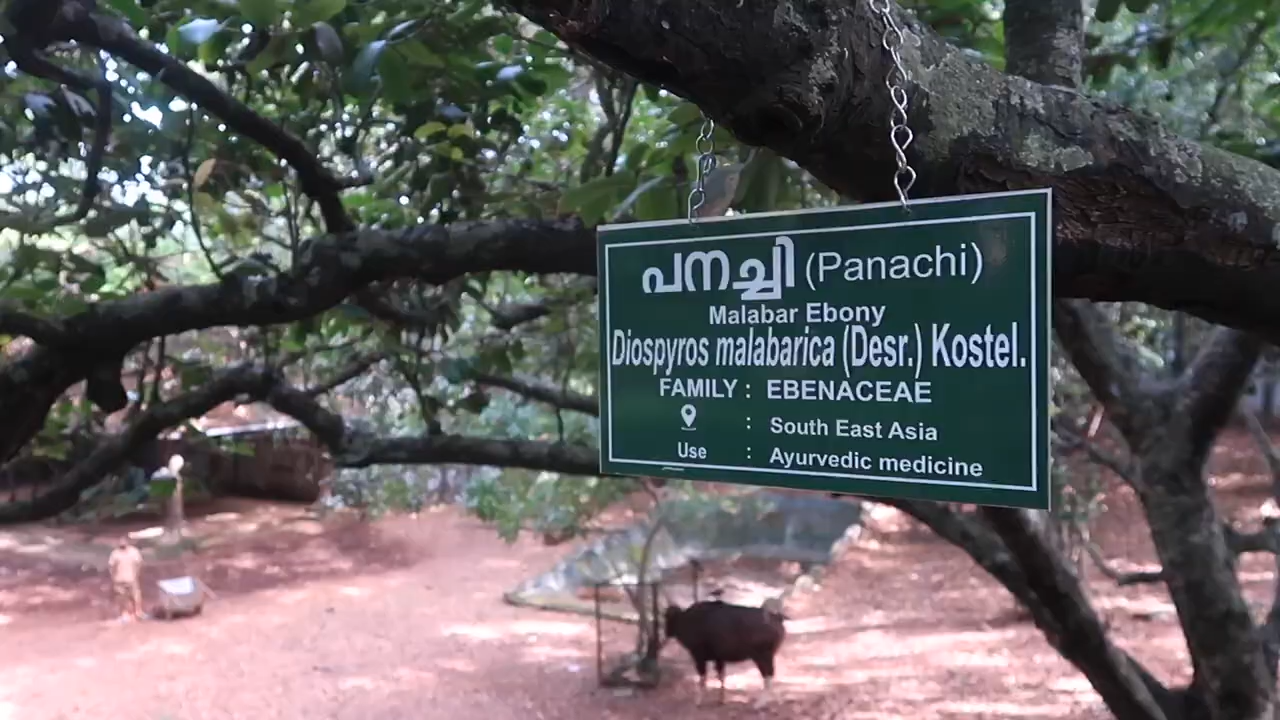 പനച്ചി (Panachi)
Malabar Ebony
Diospyros malabarica (Desr.) Kostel.
FAMILY : EBENACEAE
: South East Asia
Use : Ayurvedic medicine